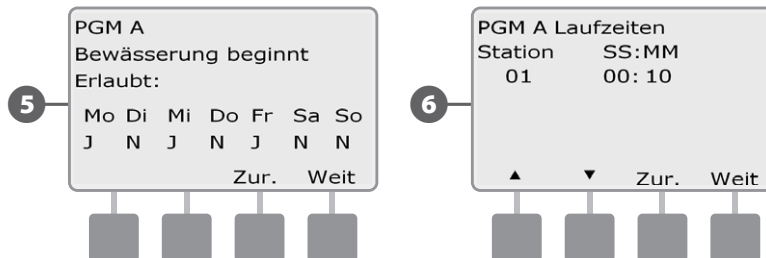 5
PGM A
Bewässerung beginnt
Erlaubt:
Mo Di Mi Do Fr Sa So
J N J N J N N
Zur. Weit
6
PGM A Laufzeiten
Station SS:MM
01 00: 10
▲ ▼ Zur. Weit